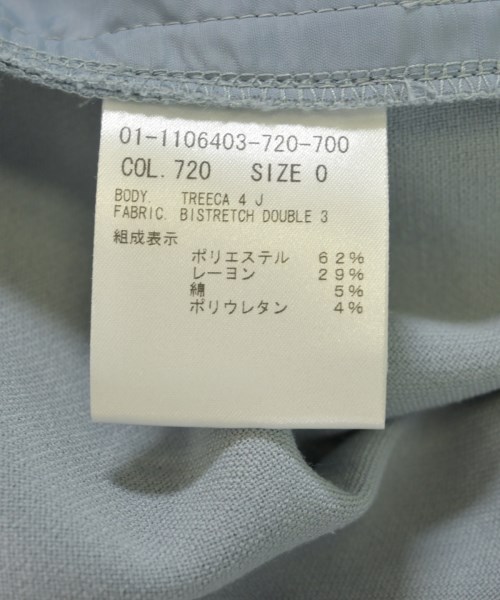 01-1106403-720-700
COL. 720 SIZE 0
BODY. TREECA 4 J
FABRIC. BISTRETCH DOUBLE 3
組成表示
ポリエステル 62%
レーヨン 29%
綿 5%
ポリウレタン 4%